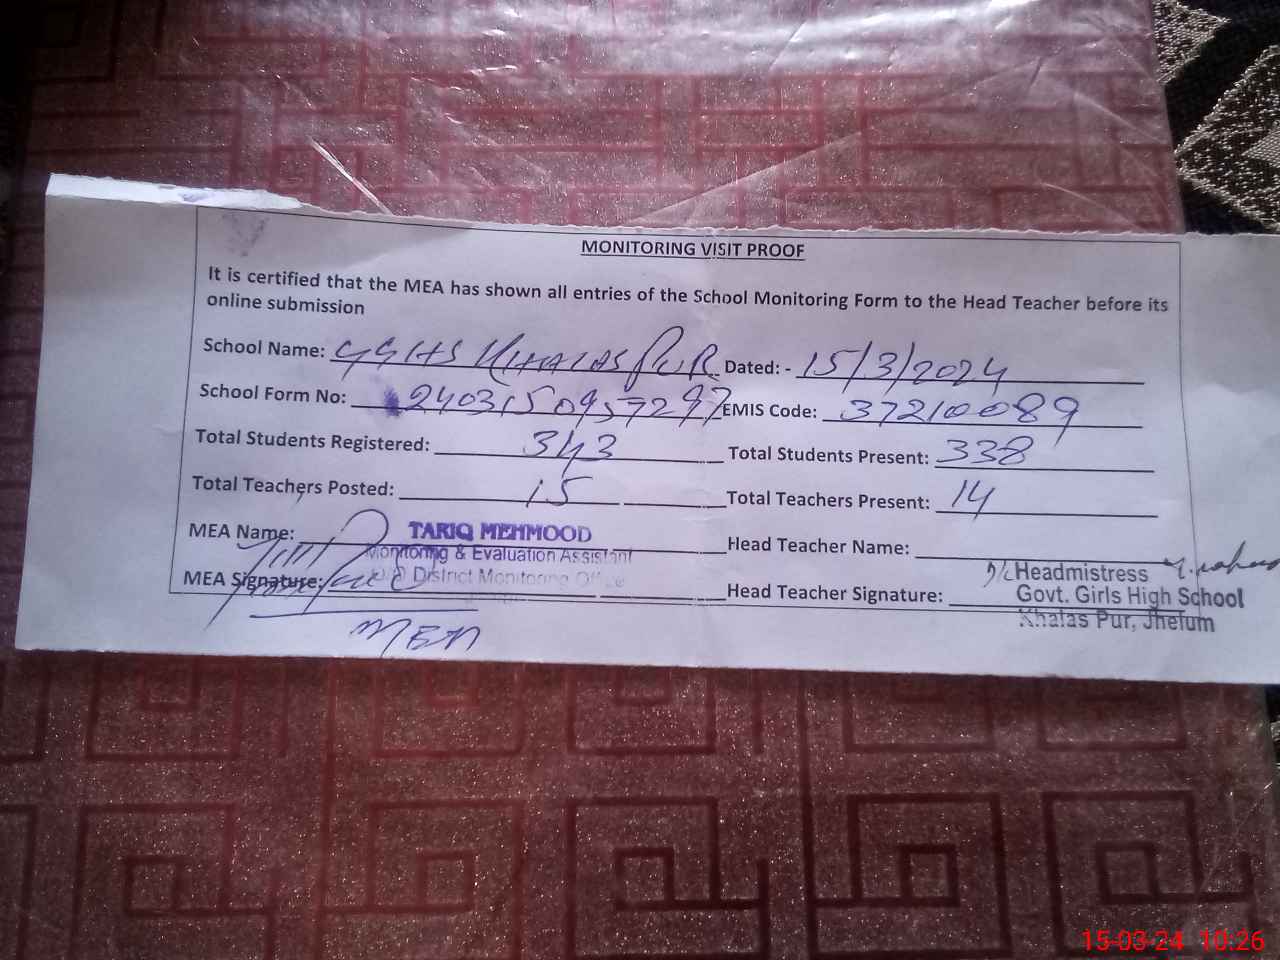 MONITORING VISIT PROOF
It is certified that the MEA has shown all entries of the School Monitoring Form to the Head Teacher before its
online submission
School Name: GGHS KHALAS PUR Dated: - 15/3/2024
School Form No: 2403150957297 EMIS Code: 37210089
Total Students Registered: 343 Total Students Present: 338
Total Teachers Posted: 15 Total Teachers Present: 14
MEA Name: TARIQ MEHMOOD Head Teacher Name:
Monitoring & Evaluation Assistant
O/O District Monitoring Office
MEA Signature: Head Teacher Signature:
I/C Headmistress
Govt. Girls High School
Khalas Pur, Jhelum
MEA
15-03-24 10:26